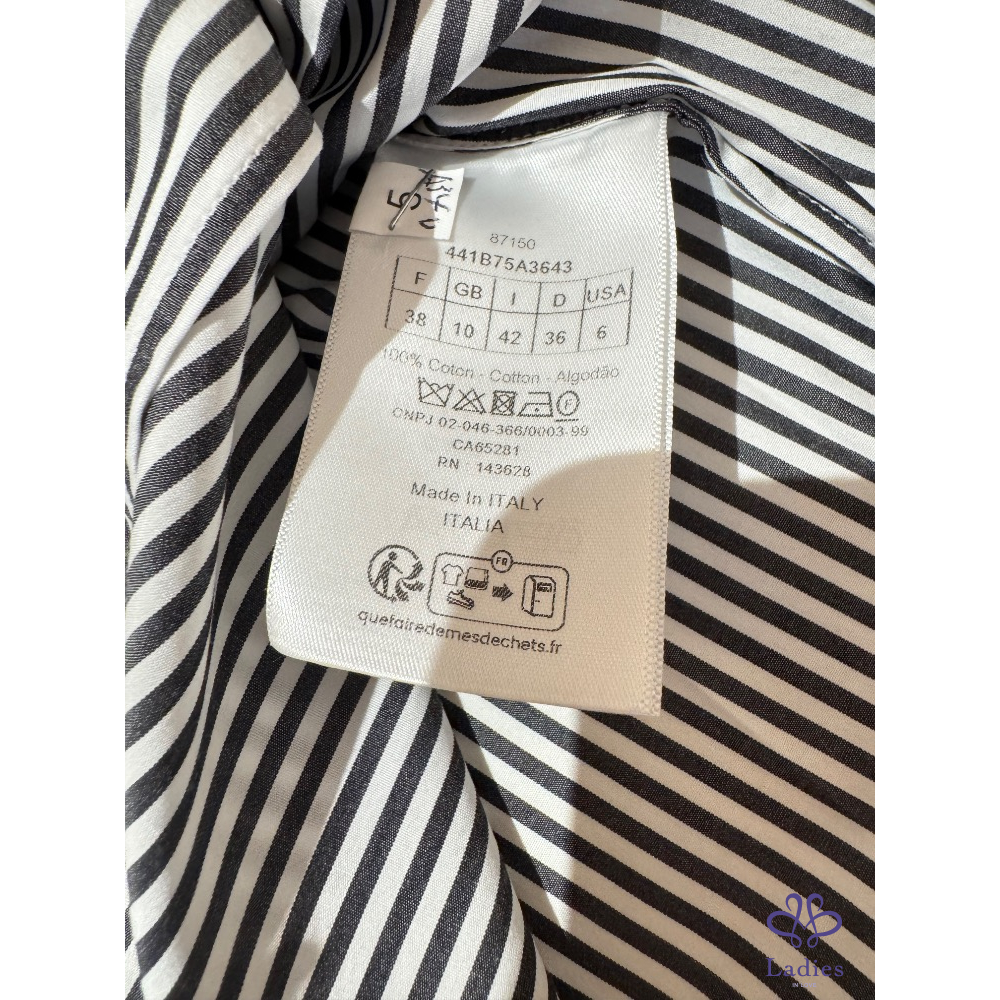 87150
441B75A3643
F GB I D USA
38 10 42 36 6
100% Coton - Cotton - Algodão
F
CNPJ 02-046-366/0003-99
CA65281
RN : 143628
Made In ITALY
ITALIA
FR
quefairedemesdechets.fr
Ladies